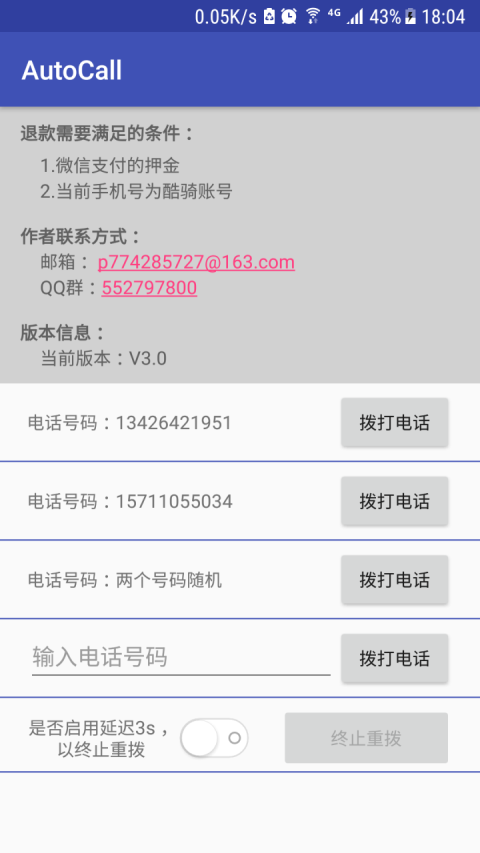 0.05K/s 4G 43% 18:04
AutoCall
退款需要满足的条件：
1.微信支付的押金
2.当前手机号为酷骑账号
作者联系方式：
邮箱： p774285727@163.com
QQ群：552797800
版本信息：
当前版本：V3.0
电话号码：13426421951 拨打电话
电话号码：15711055034 拨打电话
电话号码：两个号码随机 拨打电话
输入电话号码 拨打电话
是否启用延迟3s，
以终止重拨 终止重拨